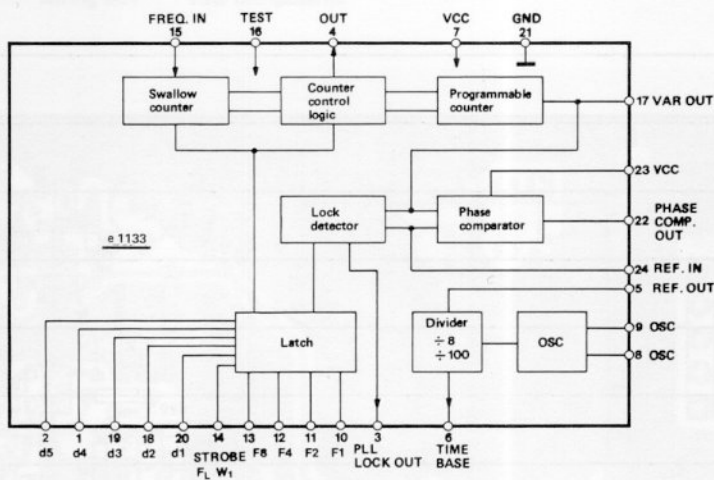 FREQ. IN TEST OUT VCC GND
15 16 4 7 21
Swallow counter
Counter control logic
Programmable counter
17 VAR OUT
23 VCC
Lock detector
Phase comparator
22 PHASE COMP. OUT
e 1133
24 REF. IN
5 REF. OUT
Latch
Divider
÷ 8
÷ 100
OSC
9 OSC
8 OSC
2 1 19 18 20 14 13 12 11 10 3 6
d5 d4 d3 d2 d1 STROBE F8 F4 F2 F1 PLL TIME
FL W1 LOCK OUT BASE